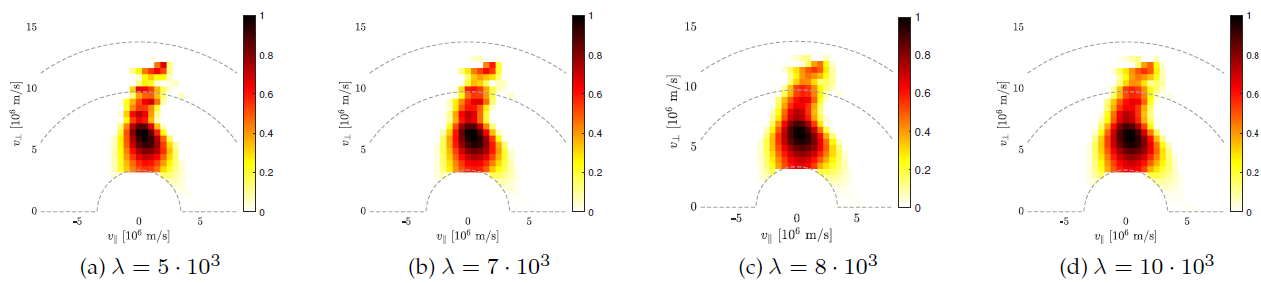 15
10
5
0
v⊥ [10⁶ m/s]
-5 0 5
v∥ [10⁶ m/s]
1
0.8
0.6
0.4
0.2
0
(a) λ = 5 · 10³
15
10
5
0
v⊥ [10⁶ m/s]
-5 0 5
v∥ [10⁶ m/s]
1
0.8
0.6
0.4
0.2
0
(b) λ = 7 · 10³
15
10
5
0
v⊥ [10⁶ m/s]
-5 0 5
v∥ [10⁶ m/s]
1
0.8
0.6
0.4
0.2
0
(c) λ = 8 · 10³
15
10
5
0
v⊥ [10⁶ m/s]
-5 0 5
v∥ [10⁶ m/s]
1
0.8
0.6
0.4
0.2
0
(d) λ = 10 · 10³